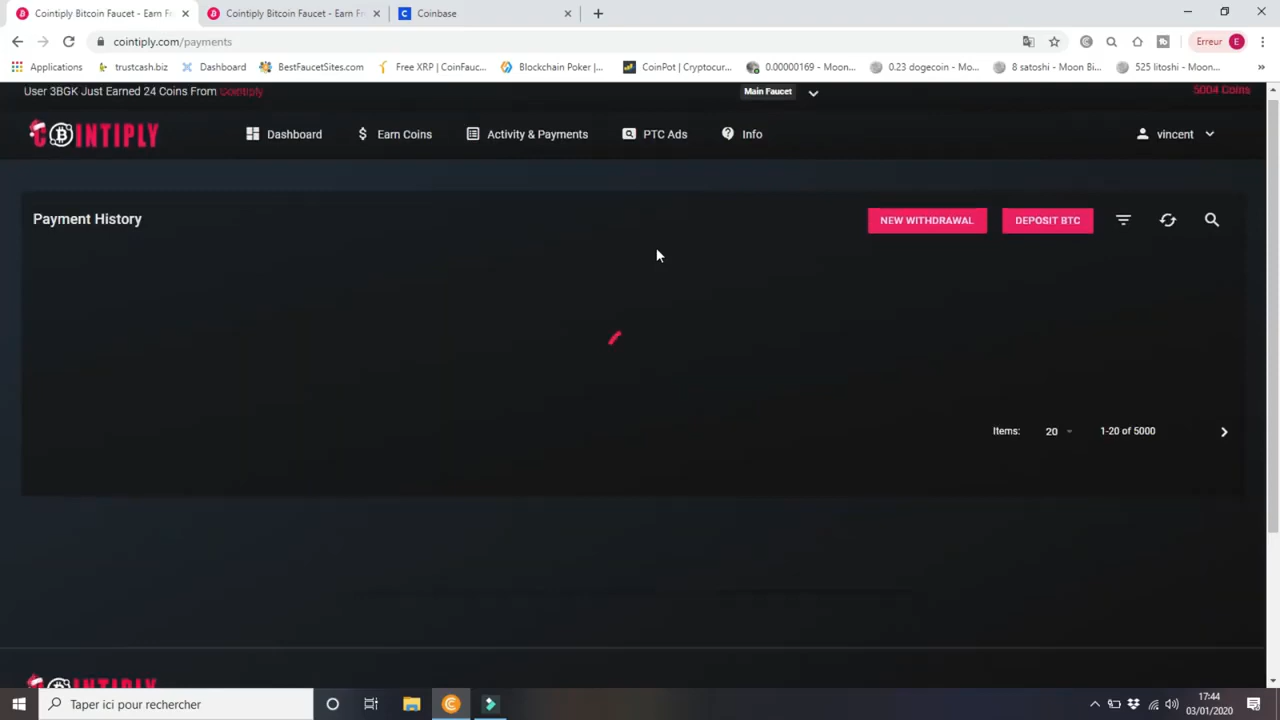 Cointiply Bitcoin Faucet - Earn Fr
Cointiply Bitcoin Faucet - Earn Fr
Coinbase
cointiply.com/payments
Erreur E
Applications
trustcash.biz
Dashboard
BestFaucetSites.com
Free XRP | CoinFauc...
Blockchain Poker |...
CoinPot | Cryptocur...
0.00000169 - Moon...
0.23 dogecoin - Mo...
8 satoshi - Moon Bi...
525 litoshi - Moon...
»
User 3BGK Just Earned 24 Coins From Cointiply
Main Faucet
5004 Coins
COINTIPLY
Dashboard
Earn Coins
Activity & Payments
PTC Ads
Info
vincent
Payment History
NEW WITHDRAWAL
DEPOSIT BTC
Items:
20
1-20 of 5000
COINTIPLY
Taper ici pour rechercher
17:44
03/01/2020